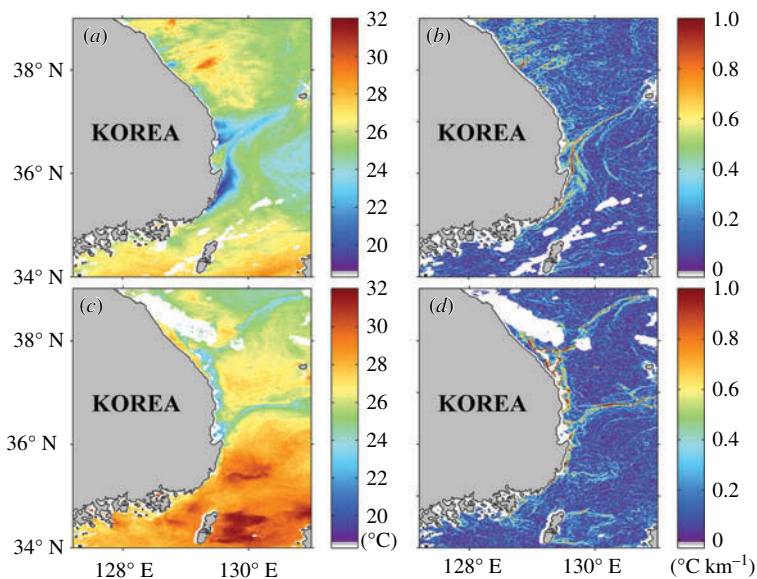 (a) 32 (b) 1.0
38° N 30 0.8
28
KOREA 26 KOREA 0.6
36° N 24 0.4
22 0.2
20
34° N 0
(c) 32 (d) 1.0
38° N 30 0.8
28
KOREA 26 KOREA 0.6
36° N 24 0.4
22 0.2
20
34° N (°C) 0
128° E 130° E 128° E 130° E (°C km⁻¹)